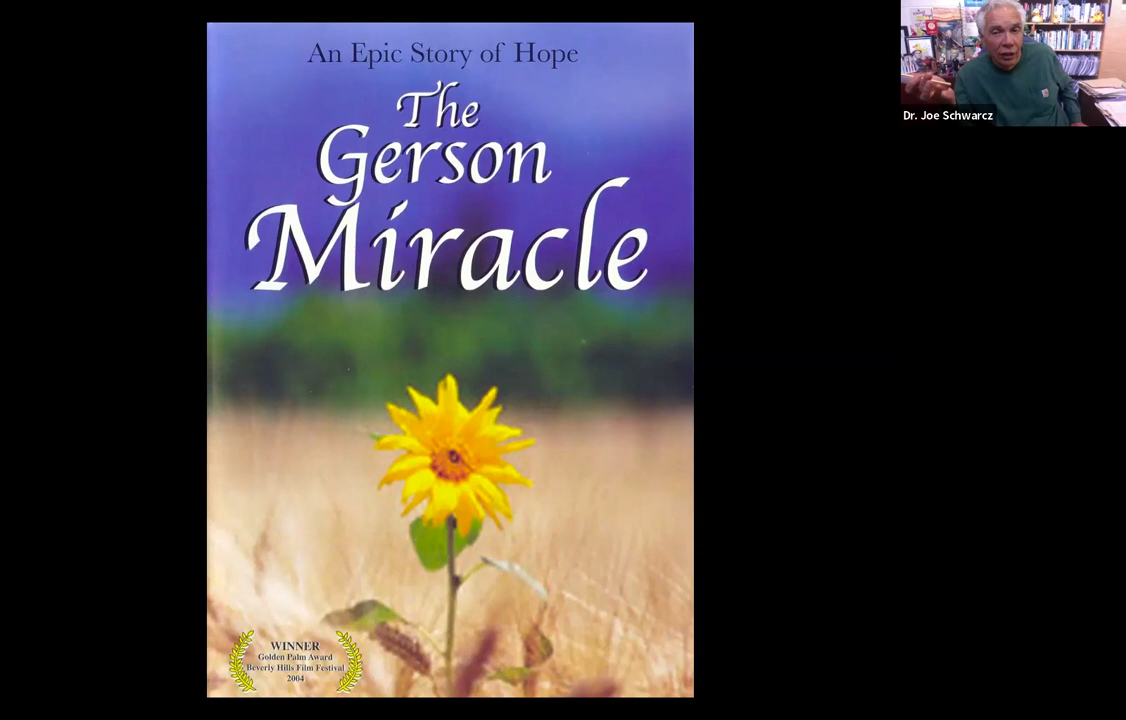 An Epic Story of Hope
The
Gerson
Miracle
WINNER
Golden Palm Award
Beverly Hills Film Festival
2004
Dr. Joe Schwarcz